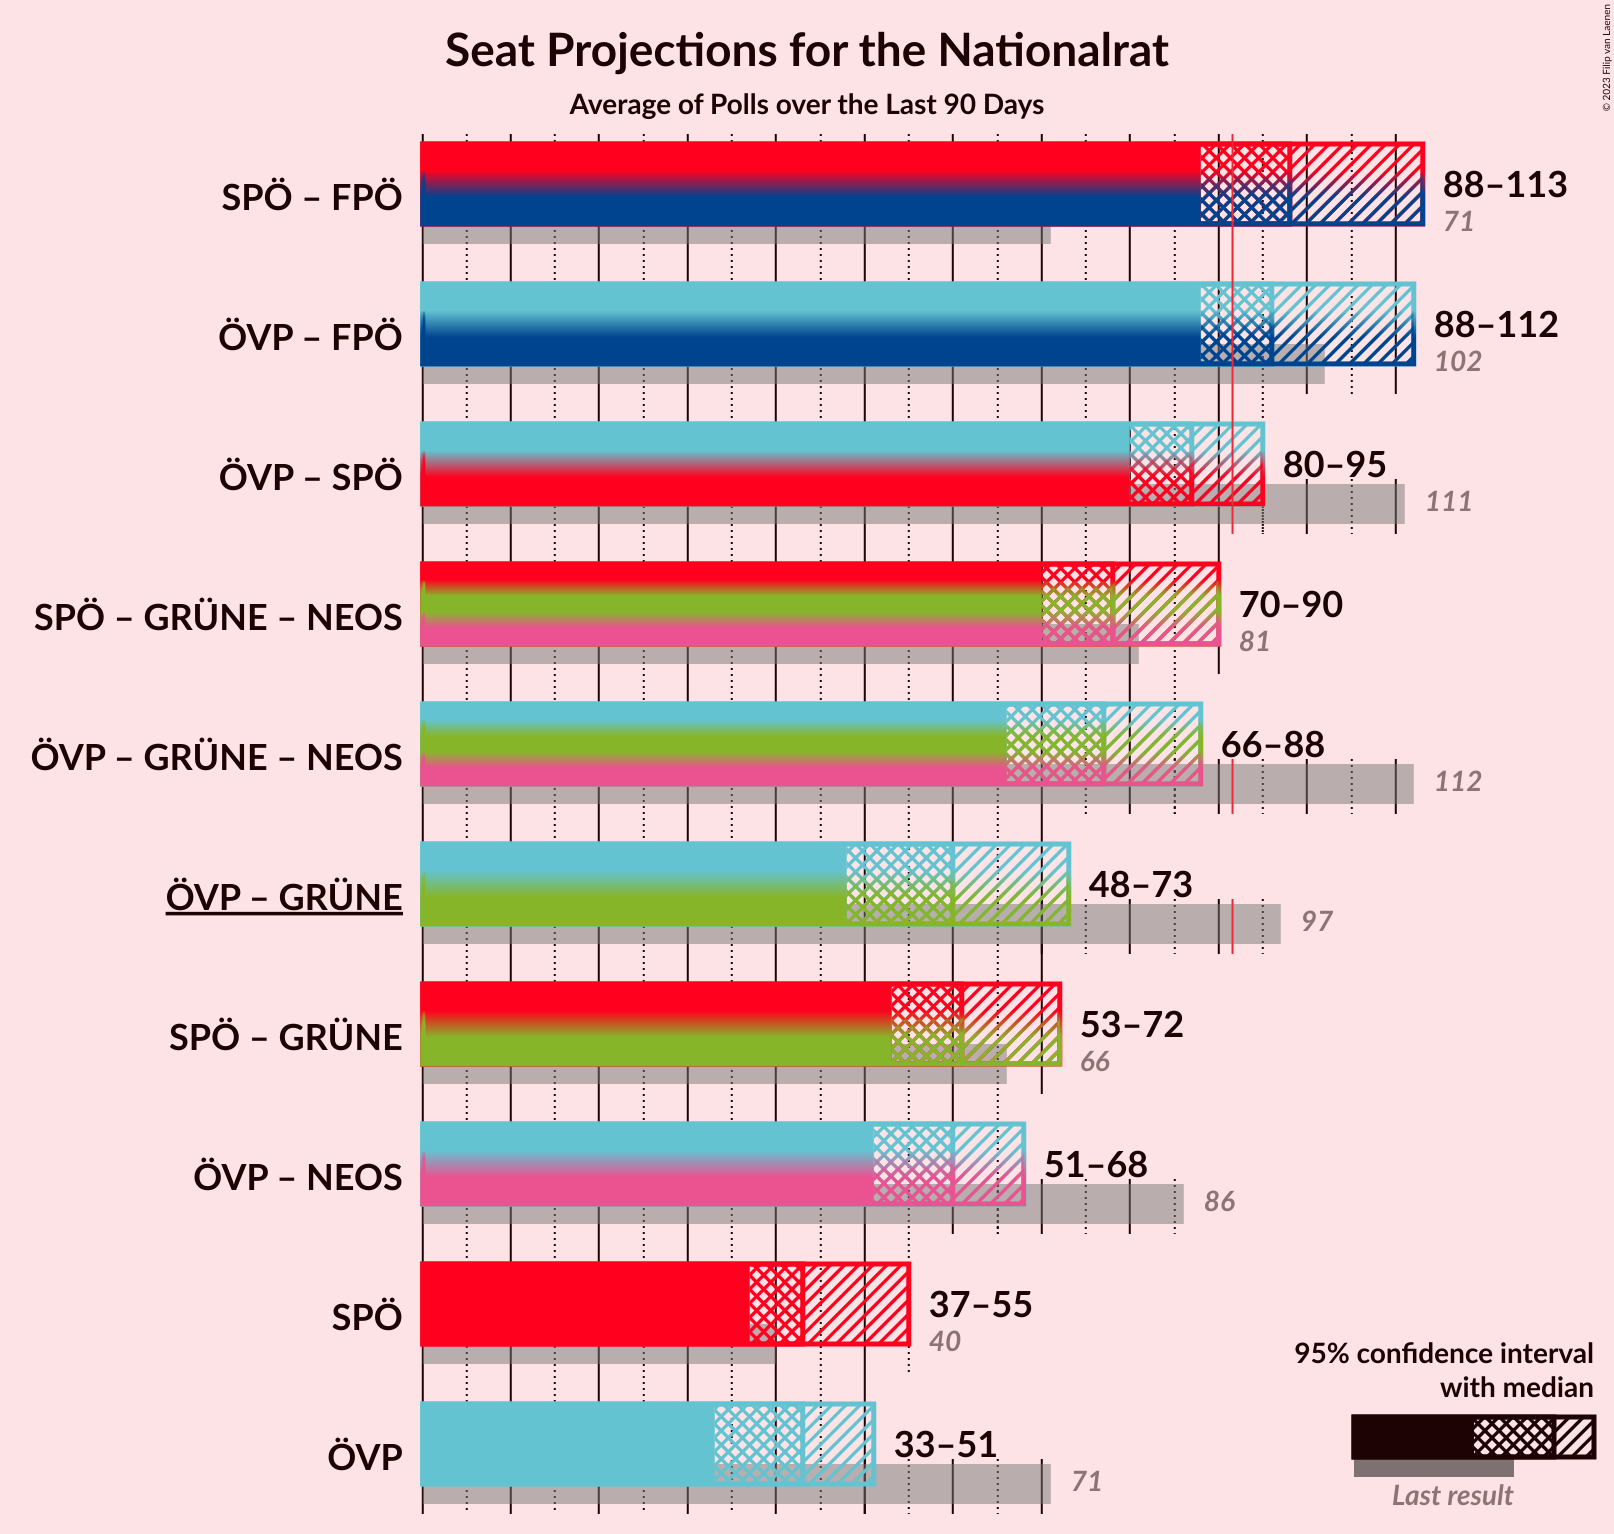 Seat Projections for the Nationalrat
Average of Polls over the Last 90 Days
© 2023 Filip van Laenen
SPÖ – FPÖ
88–113
71
ÖVP – FPÖ
88–112
102
ÖVP – SPÖ
80–95
111
SPÖ – GRÜNE – NEOS
70–90
81
ÖVP – GRÜNE – NEOS
66–88
112
ÖVP – GRÜNE
48–73
97
SPÖ – GRÜNE
53–72
66
ÖVP – NEOS
51–68
86
SPÖ
37–55
40
ÖVP
33–51
71
95% confidence interval
with median
Last result